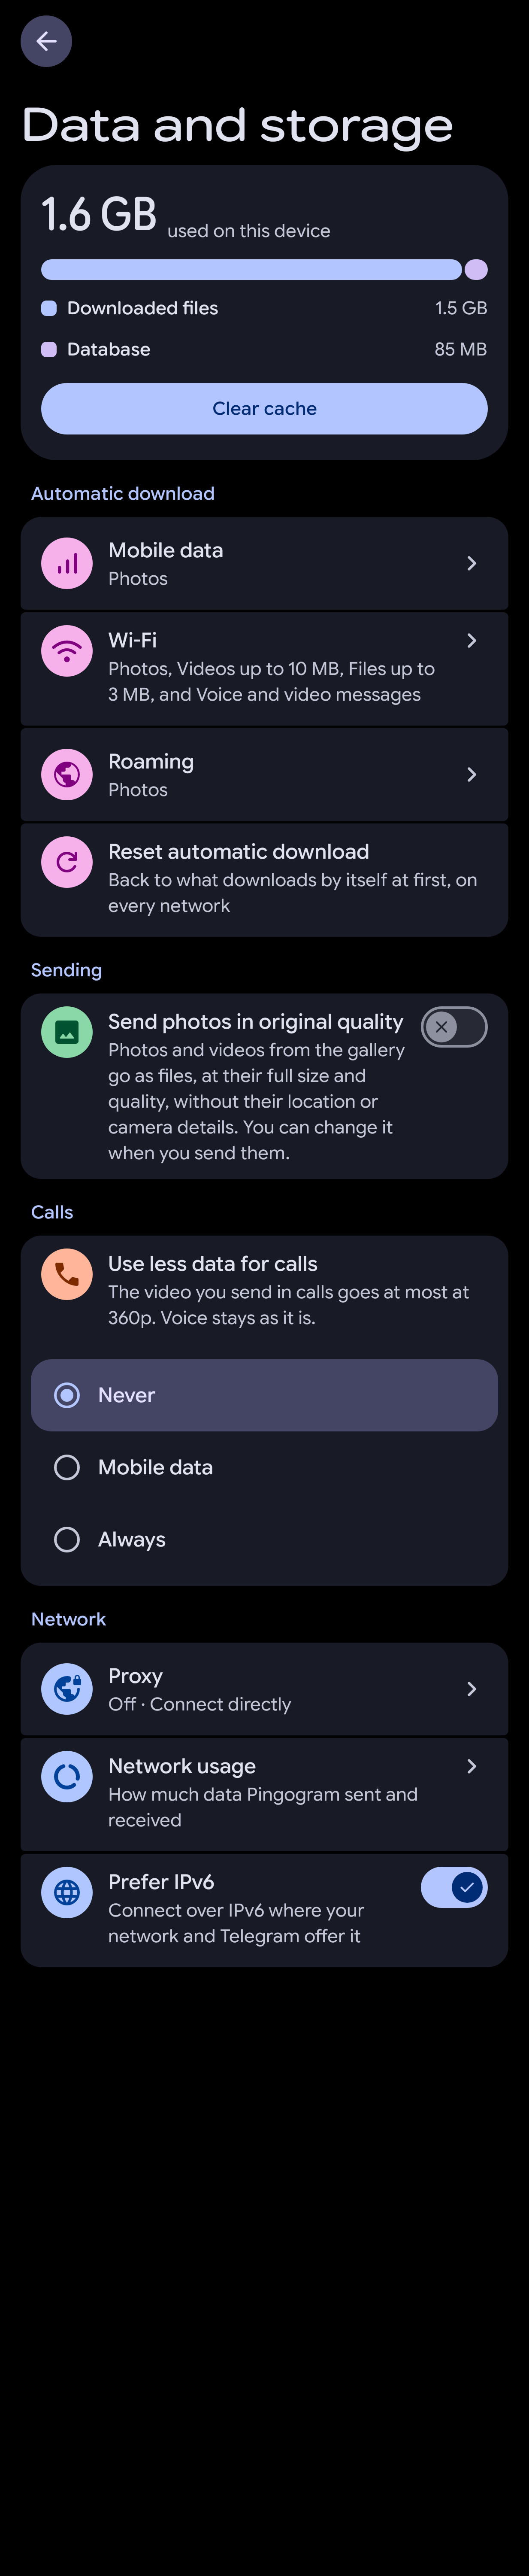 Data and storage
1.6 GB used on this device
Downloaded files 1.5 GB
Database 85 MB
Clear cache
Automatic download
Mobile data
Photos
Wi-Fi
Photos, Videos up to 10 MB, Files up to
3 MB, and Voice and video messages
Roaming
Photos
Reset automatic download
Back to what downloads by itself at first, on
every network
Sending
Send photos in original quality
Photos and videos from the gallery
go as files, at their full size and
quality, without their location or
camera details. You can change it
when you send them.
Calls
Use less data for calls
The video you send in calls goes at most at
360p. Voice stays as it is.
Never
Mobile data
Always
Network
Proxy
Off · Connect directly
Network usage
How much data Pingogram sent and
received
Prefer IPv6
Connect over IPv6 where your
network and Telegram offer it